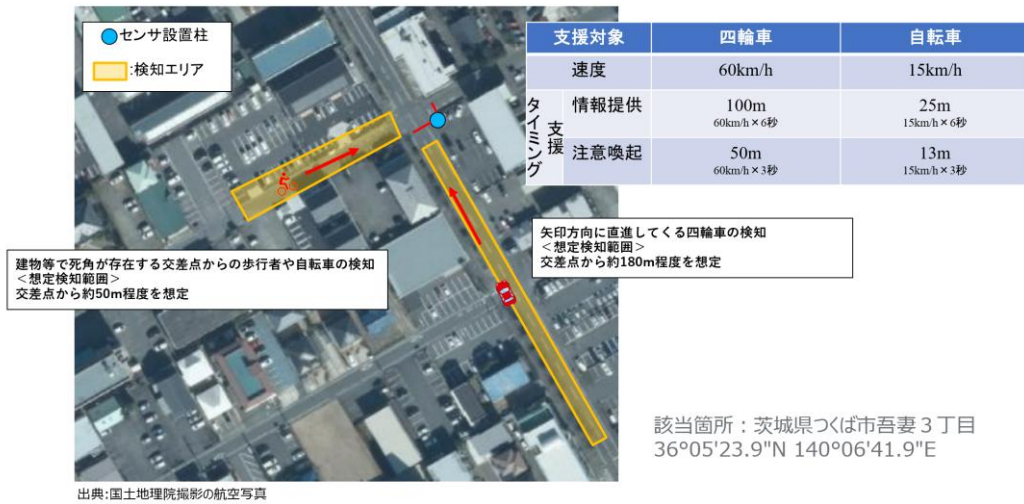 センサ設置柱
:検知エリア
支援対象 四輪車 自転車
速度 60km/h 15km/h
支援タイミング
情報提供 100m 25m
60km/h×6秒 15km/h×6秒
注意喚起 50m 13m
60km/h×3秒 15km/h×3秒
矢印方向に直進してくる四輪車の検知
＜想定検知範囲＞
交差点から約180m程度を想定
建物等で死角が存在する交差点からの歩行者や自転車の検知
＜想定検知範囲＞
交差点から約50m程度を想定
該当箇所：茨城県つくば市吾妻３丁目
36°05'23.9"N 140°06'41.9"E
出典:国土地理院撮影の航空写真